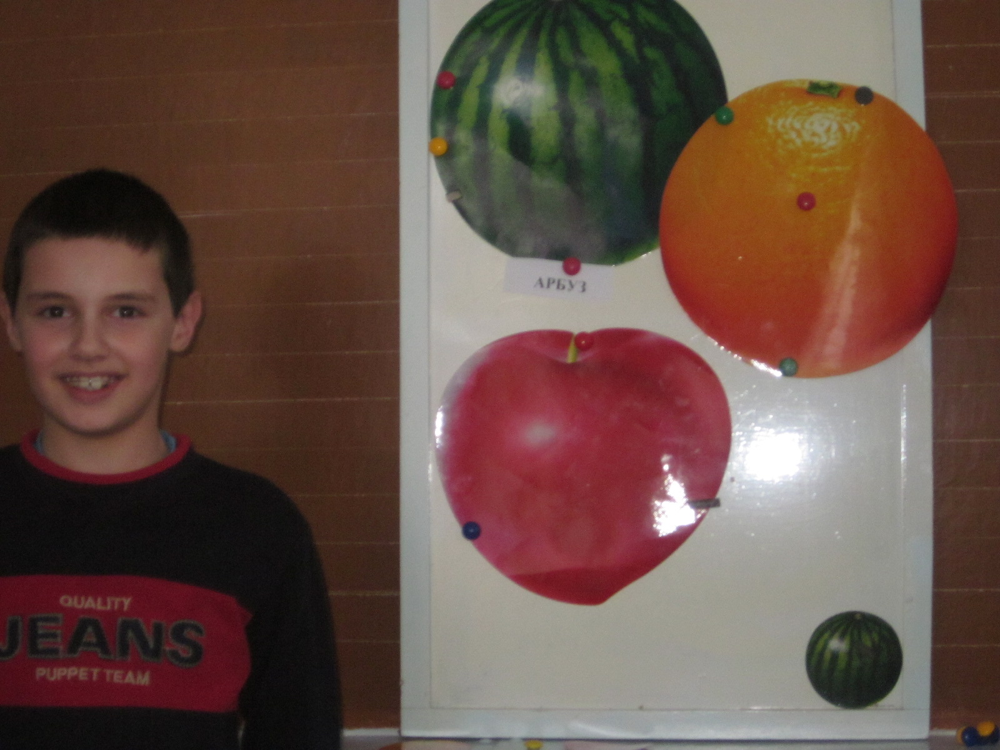 АРБУЗ
QUALITY
JEANS
PUPPET TEAM